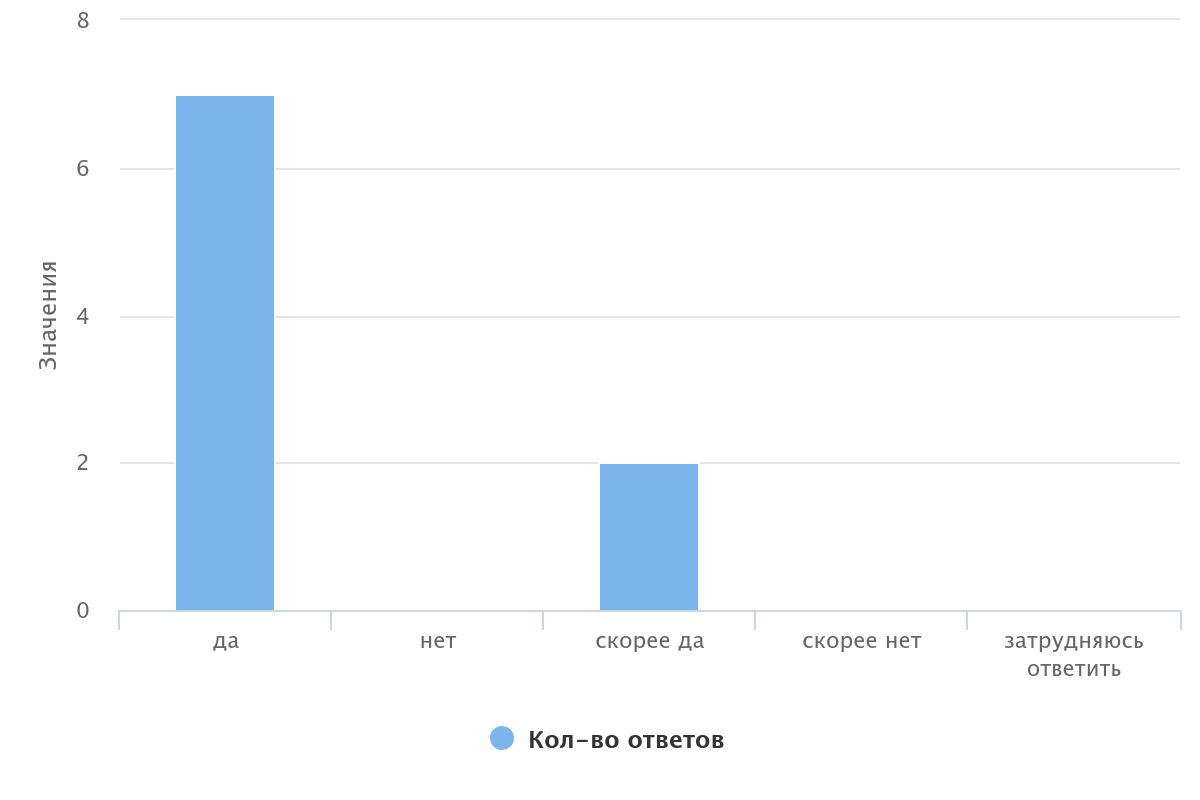 8
6
4
2
0
Значения
да
нет
скорее да
скорее нет
затрудняюсь
ответить
Кол-во ответов